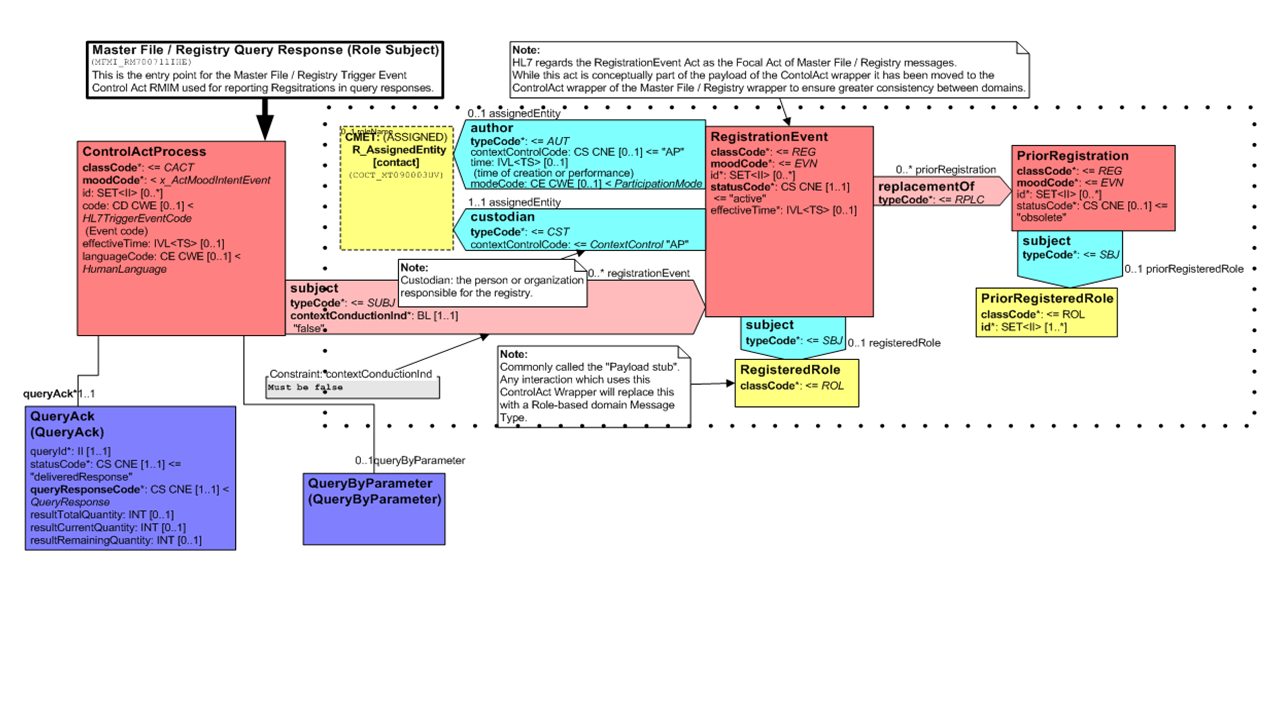 Master File / Registry Query Response (Role Subject)
(MFMI_RM700711IHE)
This is the entry point for the Master File / Registry Trigger Event
Control Act RMIM used for reporting Regsitrations in query responses.
Note:
HL7 regards the RegistrationEvent Act as the Focal Act of Master File / Registry messages.
While this act is conceptually part of the payload of the ContolAct wrapper it has been moved to the
ControlAct wrapper of the Master File / Registry wrapper to ensure greater consistency between domains.
ControlActProcess
classCode*: <= CACT
moodCode*: < x_ActMoodIntentEvent
id: SET<II> [0..*]
code: CD CWE [0..1] <
HL7TriggerEventCode
(Event code)
effectiveTime: IVL<TS> [0..1]
languageCode: CE CWE [0..1] <
HumanLanguage
0..1 roleName
CMET: (ASSIGNED)
R_AssignedEntity
[contact]
(COCT_MT090003UV)
0..1 assignedEntity
author
typeCode*: <= AUT
contextControlCode: CS CNE [0..1] <= "AP"
time: IVL<TS> [0..1]
(time of creation or performance)
modeCode: CE CWE [0..1] < ParticipationMode
1..1 assignedEntity
custodian
typeCode*: <= CST
contextControlCode: <= ContextControl "AP"
Note:
Custodian: the person or organization
responsible for the registry.
0..* registrationEvent
subject
typeCode*: <= SUBJ
contextConductionInd*: BL [1..1]
"false"
RegistrationEvent
classCode*: <= REG
moodCode*: <= EVN
id*: SET<II> [0..*]
statusCode*: CS CNE [1..1]
<= "active"
effectiveTime*: IVL<TS> [0..1]
0..* priorRegistration
replacementOf
typeCode*: <= RPLC
PriorRegistration
classCode*: <= REG
moodCode*: <= EVN
id*: SET<II> [0..*]
statusCode*: CS CNE [0..1] <=
"obsolete"
subject
typeCode*: <= SBJ
0..1 priorRegisteredRole
PriorRegisteredRole
classCode*: <= ROL
id*: SET<II> [1..*]
subject
typeCode*: <= SBJ
0..1 registeredRole
RegisteredRole
classCode*: <= ROL
Note:
Commonly called the "Payload stub".
Any interaction which uses this
ControlAct Wrapper will replace this
with a Role-based domain Message
Type.
Constraint: contextConductionInd
Must be false
queryAck*1..1
QueryAck
(QueryAck)
queryId*: II [1..1]
statusCode*: CS CNE [1..1] <=
"deliveredResponse"
queryResponseCode*: CS CNE [1..1] <
QueryResponse
resultTotalQuantity: INT [0..1]
resultCurrentQuantity: INT [0..1]
resultRemainingQuantity: INT [0..1]
0..1queryByParameter
QueryByParameter
(QueryByParameter)